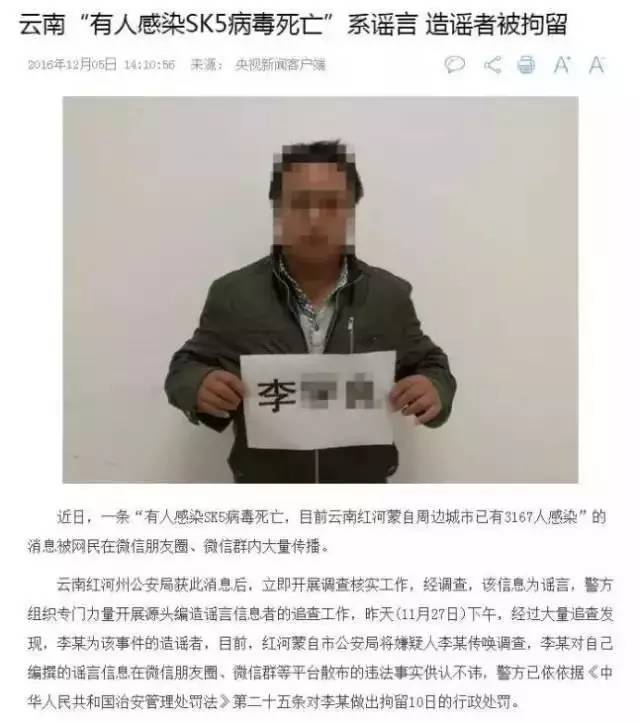 云南“有人感染SK5病毒死亡”系谣言 造谣者被拘留
2016年12月05日 14:10:56 来源： 央视新闻客户端
A+ A-
李
近日，一条“有人感染SK5病毒死亡，目前云南红河蒙自周边城市已有3167人感染”的
消息被网民在微信朋友圈、微信群内大量传播。
云南红河州公安局获此消息后，立即开展调查核实工作，经调查，该信息为谣言，警方
组织专门力量开展源头编造谣言信息者的追查工作，昨天(11月27日)下午，经过大量追查发
现，李某为该事件的造谣者，目前，红河蒙自市公安局将嫌疑人李某传唤调查，李某对自己
编撰的谣言信息在微信朋友圈、微信群等平台散布的违法事实供认不讳，警方已依依据《中
华人民共和国治安管理处罚法》第二十五条对李某做出拘留10日的行政处罚。